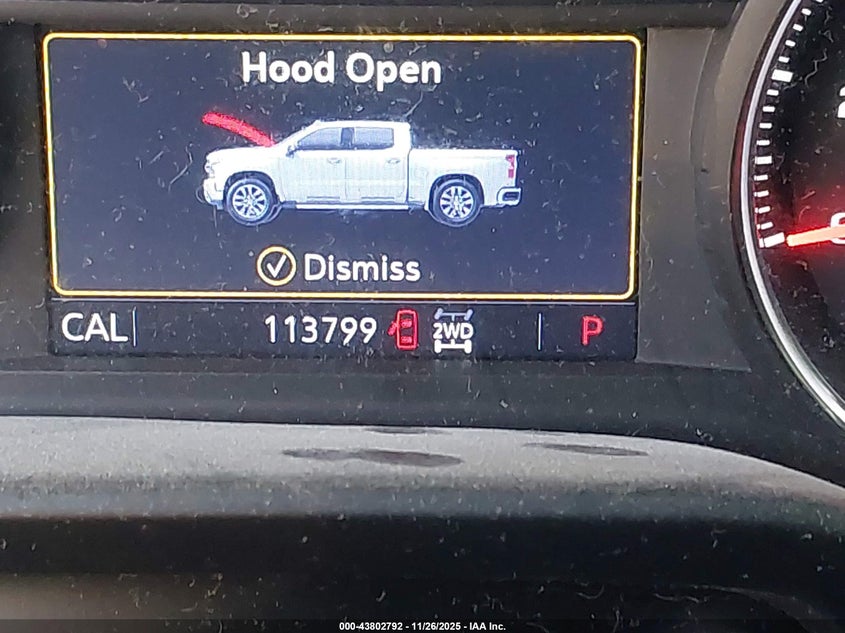 Hood Open
Dismiss
CAL 113799 2WD P
000-43802792 - 11/26/2025 - IAA Inc.